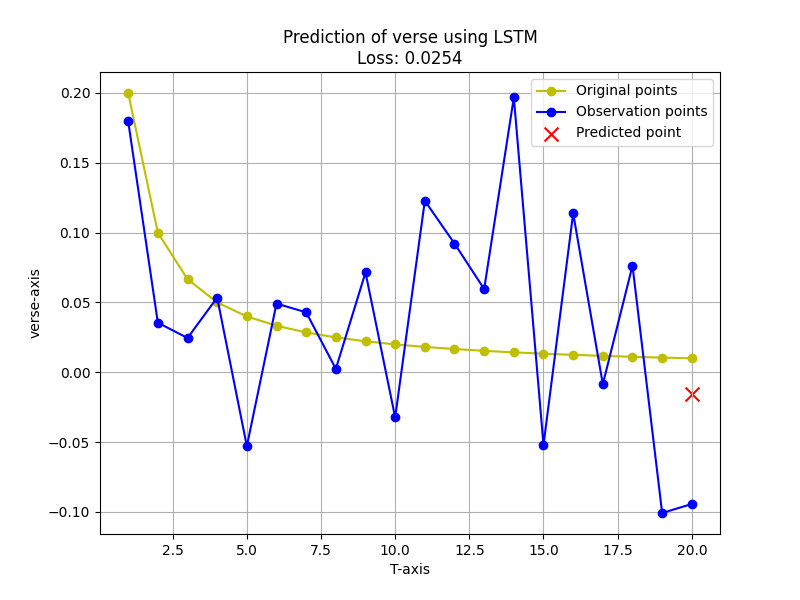 Prediction of verse using LSTM
Loss: 0.0254
Original points
Observation points
Predicted point
verse-axis
0.20
0.15
0.10
0.05
0.00
−0.05
−0.10
2.5 5.0 7.5 10.0 12.5 15.0 17.5 20.0
T-axis